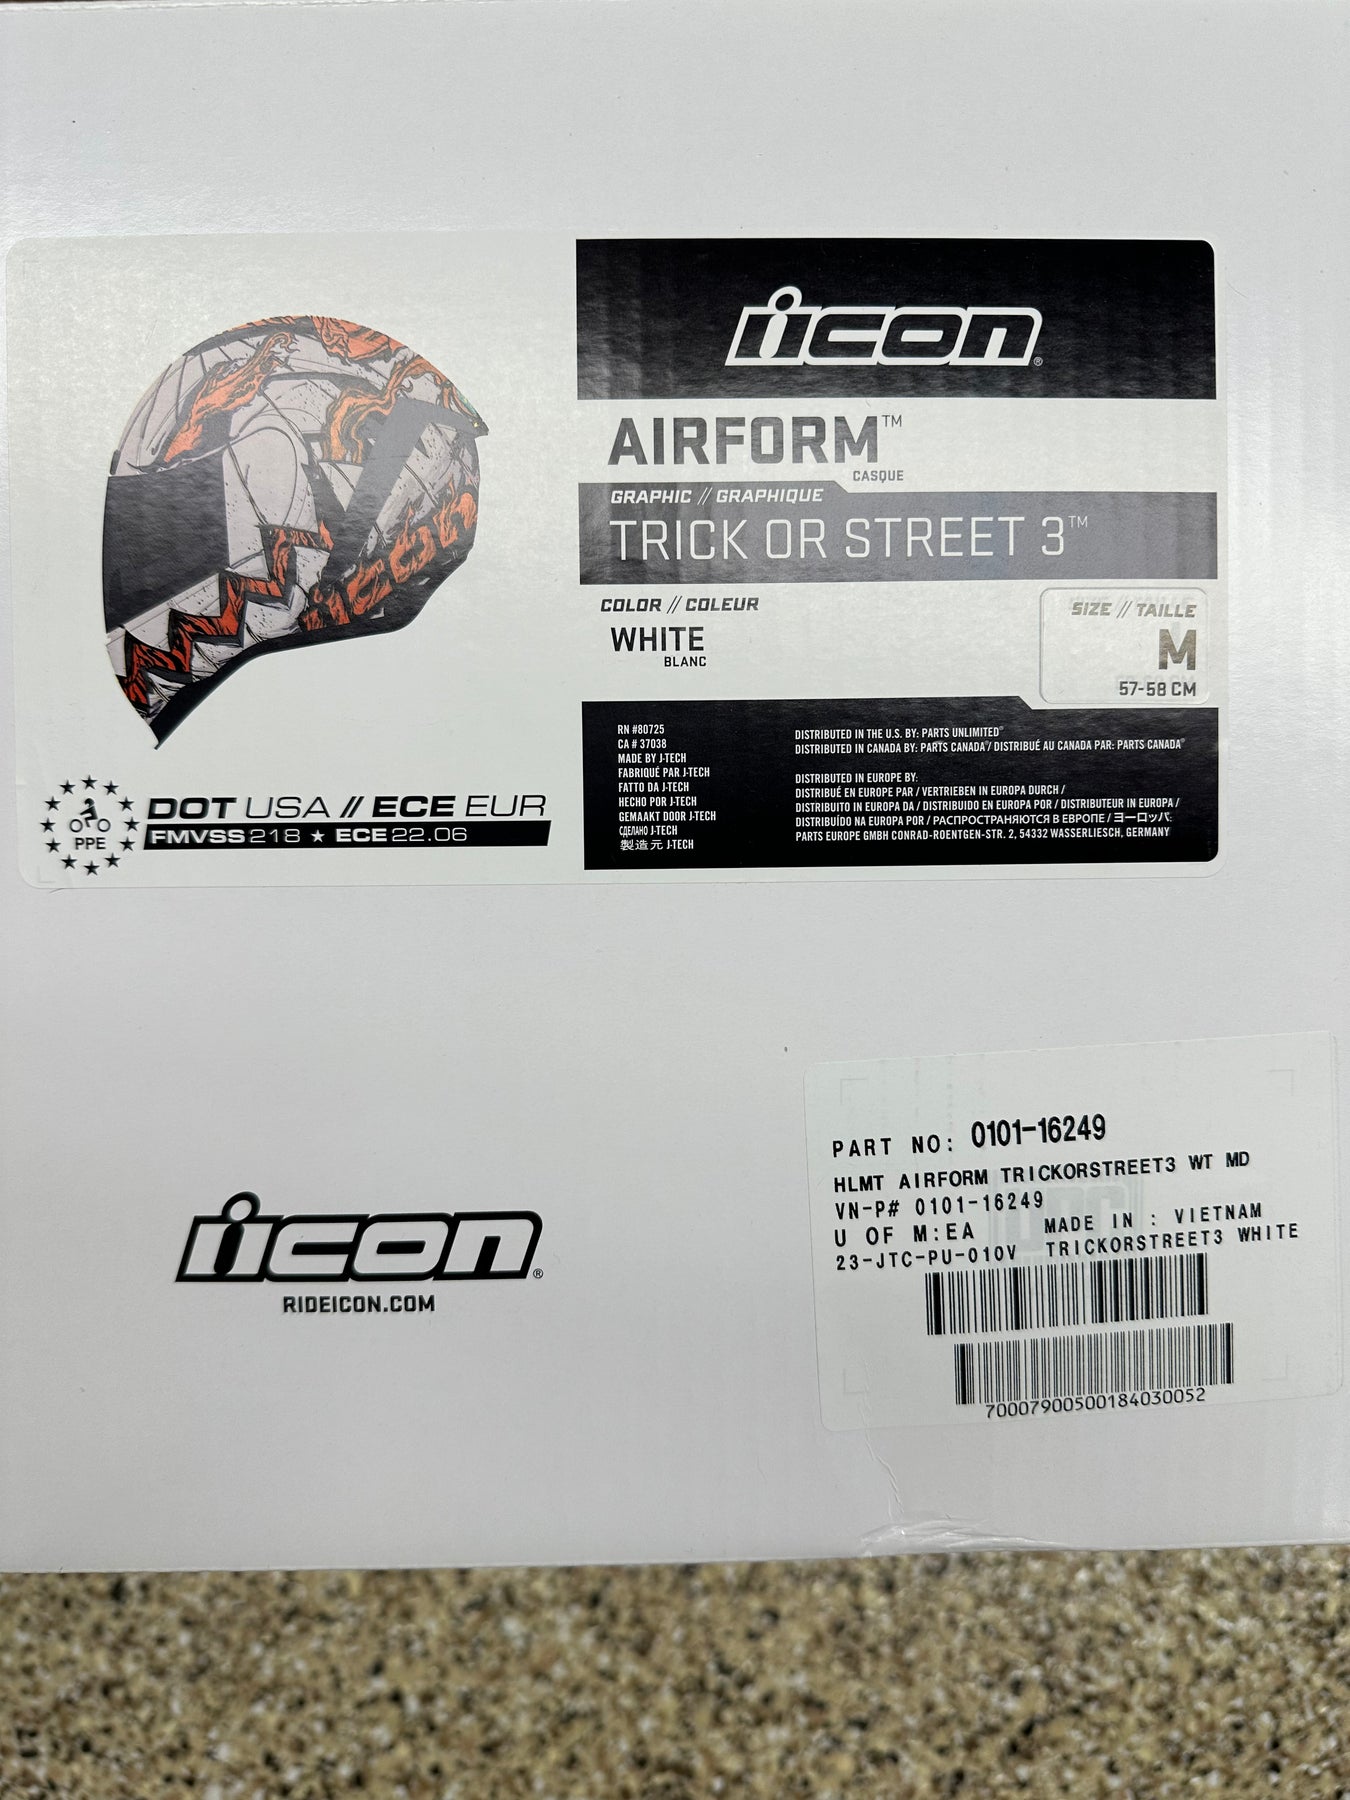 icon®
AIRFORM™
CASQUE
GRAPHIC // GRAPHIQUE
TRICK OR STREET 3™
COLOR // COLEUR
WHITE
BLANC
SIZE // TAILLE
M
57-58 CM
ICON
DOT USA // ECE EUR
FMVSS 218 ★ ECE 22.06
PPE
RN #80725
CA # 37038
MADE BY J-TECH
FABRIQUÉ PAR J-TECH
FATTO DA J-TECH
HECHO POR J-TECH
GEMAAKT DOOR J-TECH
СДЕЛАНО J-TECH
製造元 J-TECH
DISTRIBUTED IN THE U.S. BY: PARTS UNLIMITED®
DISTRIBUTED IN CANADA BY: PARTS CANADA®/ DISTRIBUÉ AU CANADA PAR: PARTS CANADA®
DISTRIBUTED IN EUROPE BY:
DISTRIBUÉ EN EUROPE PAR / VERTRIEBEN IN EUROPA DURCH /
DISTRIBUITO IN EUROPA DA / DISTRIBUIDO EN EUROPA POR / DISTRIBUTEUR IN EUROPA /
DISTRIBUÍDO NA EUROPA POR / РАСПРОСТРАНЯЮТСЯ В ЕВРОПЕ / ヨーロッパ:
PARTS EUROPE GMBH CONRAD-ROENTGEN-STR. 2, 54332 WASSERLIESCH, GERMANY
icon®
RIDEICON.COM
PART NO: 0101-16249
HLMT AIRFORM TRICKORSTREET3 WT MD
VN-P# 0101-16249
U OF M:EA MADE IN : VIETNAM
23-JTC-PU-010V TRICKORSTREET3 WHITE
70007900500184030052